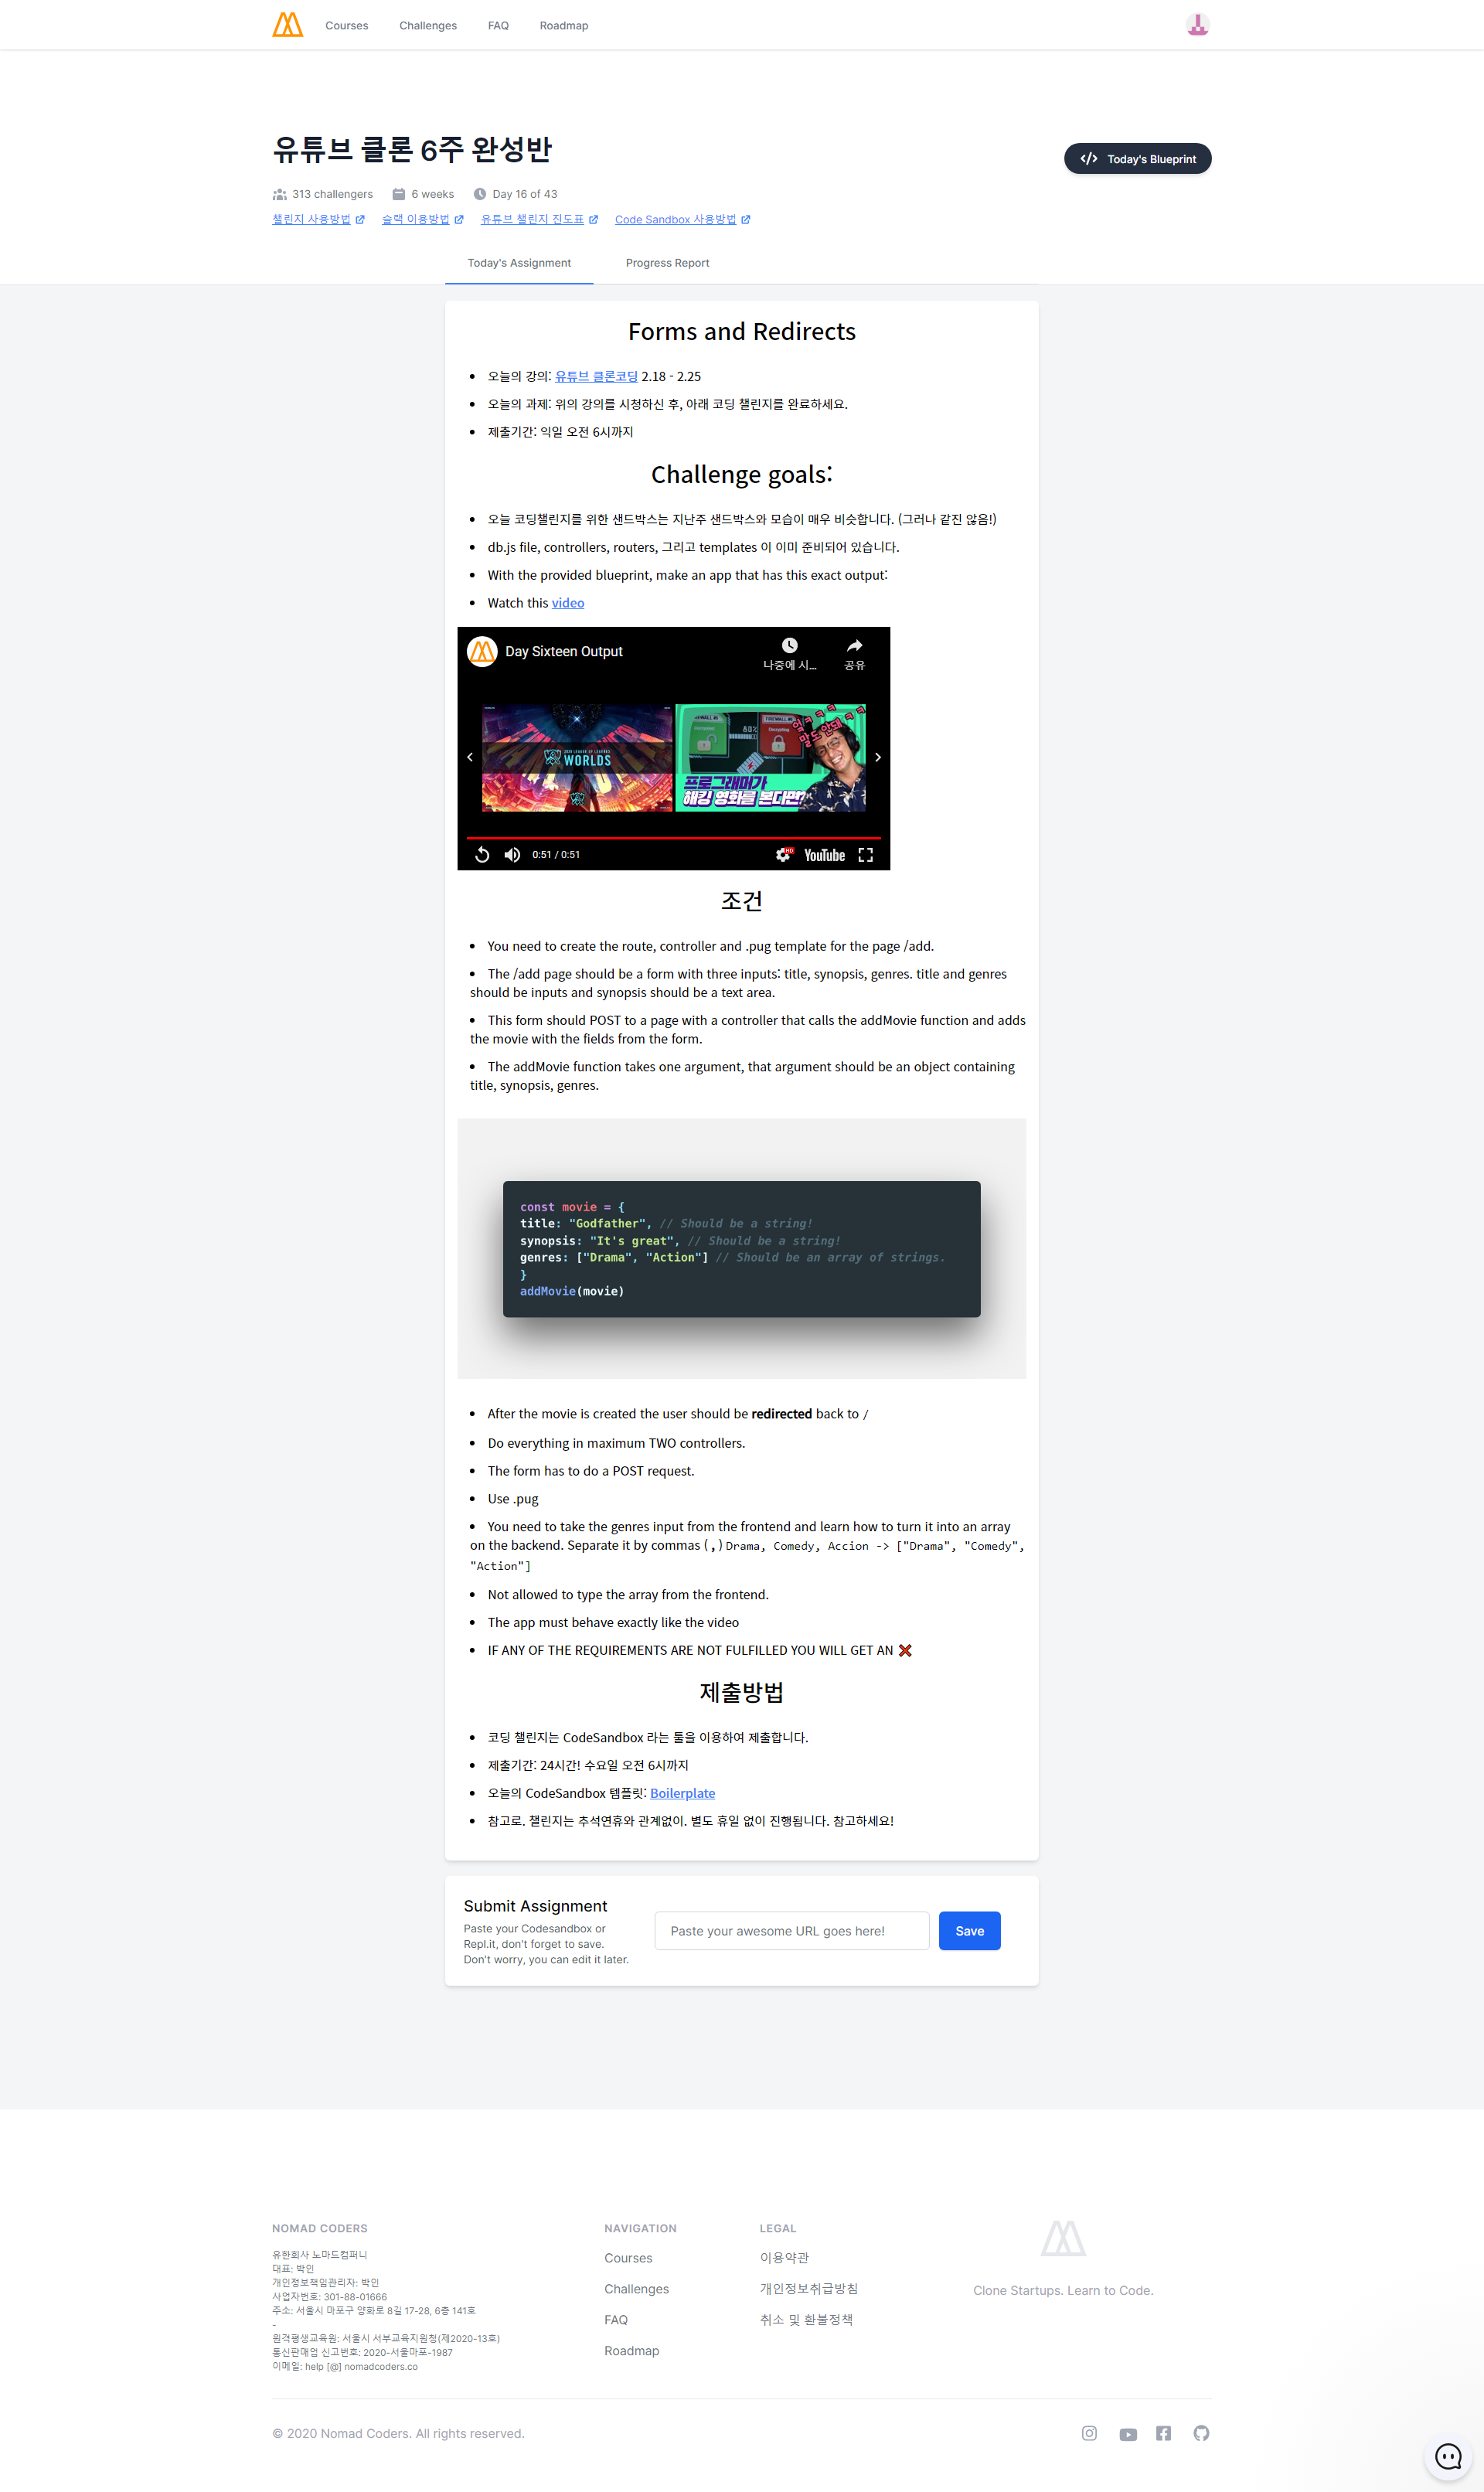 Courses Challenges FAQ Roadmap
유튜브 클론 6주 완성반
Today's Blueprint
313 challengers 6 weeks Day 16 of 43
챌린지 사용방법 슬랙 이용방법 유튜브 챌린지 진도표 Code Sandbox 사용방법
Today's Assignment Progress Report
Forms and Redirects
오늘의 강의: 유튜브 클론코딩 2.18 - 2.25
오늘의 과제: 위의 강의를 시청하신 후, 아래 코딩 챌린지를 완료하세요.
제출기간: 익일 오전 6시까지
Challenge goals:
오늘 코딩챌린지를 위한 샌드박스는 지난주 샌드박스와 모습이 매우 비슷합니다. (그러나 같진 않음!)
db.js file, controllers, routers, 그리고 templates 이 이미 준비되어 있습니다.
With the provided blueprint, make an app that has this exact output:
Watch this video
Day Sixteen Output
나중에 시... 공유
WORLDS
프로그래머가
해킹 영화를 본다면?
0:51 / 0:51 HD YouTube
조건
You need to create the route, controller and .pug template for the page /add.
The /add page should be a form with three inputs: title, synopsis, genres. title and genres
should be inputs and synopsis should be a text area.
This form should POST to a page with a controller that calls the addMovie function and adds
the movie with the fields from the form.
The addMovie function takes one argument, that argument should be an object containing
title, synopsis, genres.
const movie = {
title: "Godfather", // Should be a string!
synopsis: "It's great", // Should be a string!
genres: ["Drama", "Action"] // Should be an array of strings.
}
addMovie(movie)
After the movie is created the user should be redirected back to /
Do everything in maximum TWO controllers.
The form has to do a POST request.
Use .pug
You need to take the genres input from the frontend and learn how to turn it into an array
on the backend. Separate it by commas (,) Drama, Comedy, Accion -> ["Drama", "Comedy",
"Action"]
Not allowed to type the array from the frontend.
The app must behave exactly like the video
IF ANY OF THE REQUIREMENTS ARE NOT FULFILLED YOU WILL GET AN ❌
제출방법
코딩 챌린지는 CodeSandbox 라는 툴을 이용하여 제출합니다.
제출기간: 24시간! 수요일 오전 6시까지
오늘의 CodeSandbox 템플릿: Boilerplate
참고로. 챌린지는 추석연휴와 관계없이. 별도 휴일 없이 진행됩니다. 참고하세요!
Submit Assignment
Paste your Codesandbox or
Repl.it, don't forget to save.
Don't worry, you can edit it later.
Paste your awesome URL goes here!
Save
NOMAD CODERS
유한회사 노마드컴퍼니
대표: 박인
개인정보책임관리자: 박인
사업자번호: 301-88-01666
주소: 서울시 마포구 양화로 8길 17-28, 6층 141호
-
원격평생교육원: 서울시 서부교육지원청(제2020-13호)
통신판매업 신고번호: 2020-서울마포-1987
이메일: help [@] nomadcoders.co
NAVIGATION
Courses
Challenges
FAQ
Roadmap
LEGAL
이용약관
개인정보취급방침
취소 및 환불정책
Clone Startups. Learn to Code.
© 2020 Nomad Coders. All rights reserved.